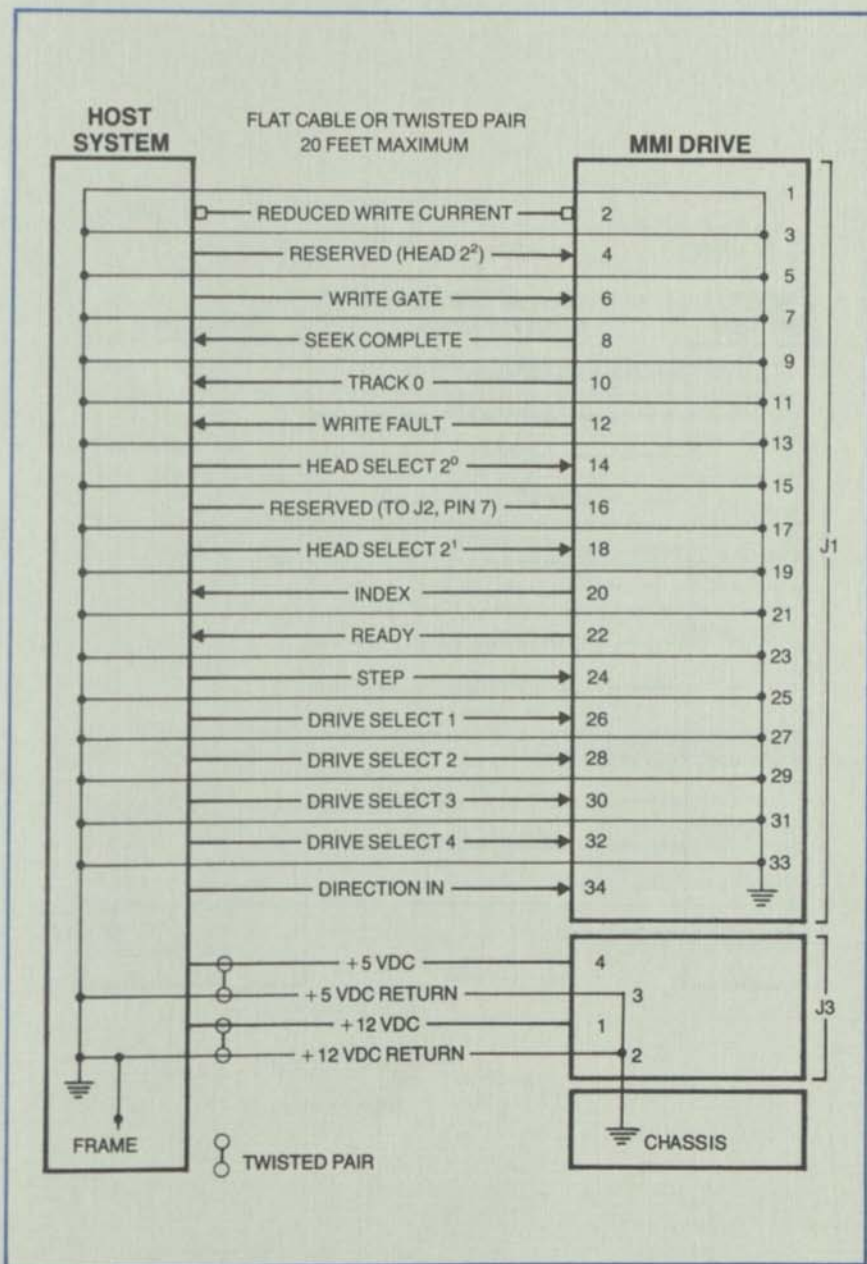 HOST
SYSTEM
FLAT CABLE OR TWISTED PAIR
20 FEET MAXIMUM
MMI DRIVE
1
REDUCED WRITE CURRENT 2
3
RESERVED (HEAD 2²) 4
5
WRITE GATE 6
7
SEEK COMPLETE 8
9
TRACK 0 10
11
WRITE FAULT 12
13
HEAD SELECT 2⁰ 14
15
RESERVED (TO J2, PIN 7) 16
17
HEAD SELECT 2¹ 18
J1
19
INDEX 20
21
READY 22
23
STEP 24
25
DRIVE SELECT 1 26
27
DRIVE SELECT 2 28
29
DRIVE SELECT 3 30
31
DRIVE SELECT 4 32
33
DIRECTION IN 34
+5 VDC 4
+5 VDC RETURN 3
J3
+12 VDC 1
+12 VDC RETURN 2
FRAME
CHASSIS
TWISTED PAIR